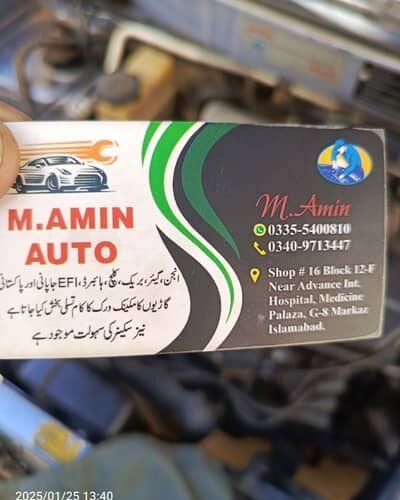 M.AMIN
AUTO
انجن، گیئر، بریک، کلچ، ہائبرڈ، EFI جاپانی اور پاکستانی
گاڑیوں کا مکینک ورک کا کام تسلی بخش کیا جاتا ہے
نیز سکینر کی سہولت موجود ہے
M.Amin
0335-5400810
0340-9713447
Shop # 16 Block 12-F
Near Advance Int.
Hospital, Medicine
Palaza, G-8 Markaz
Islamabad.
2025/01/25 13:40